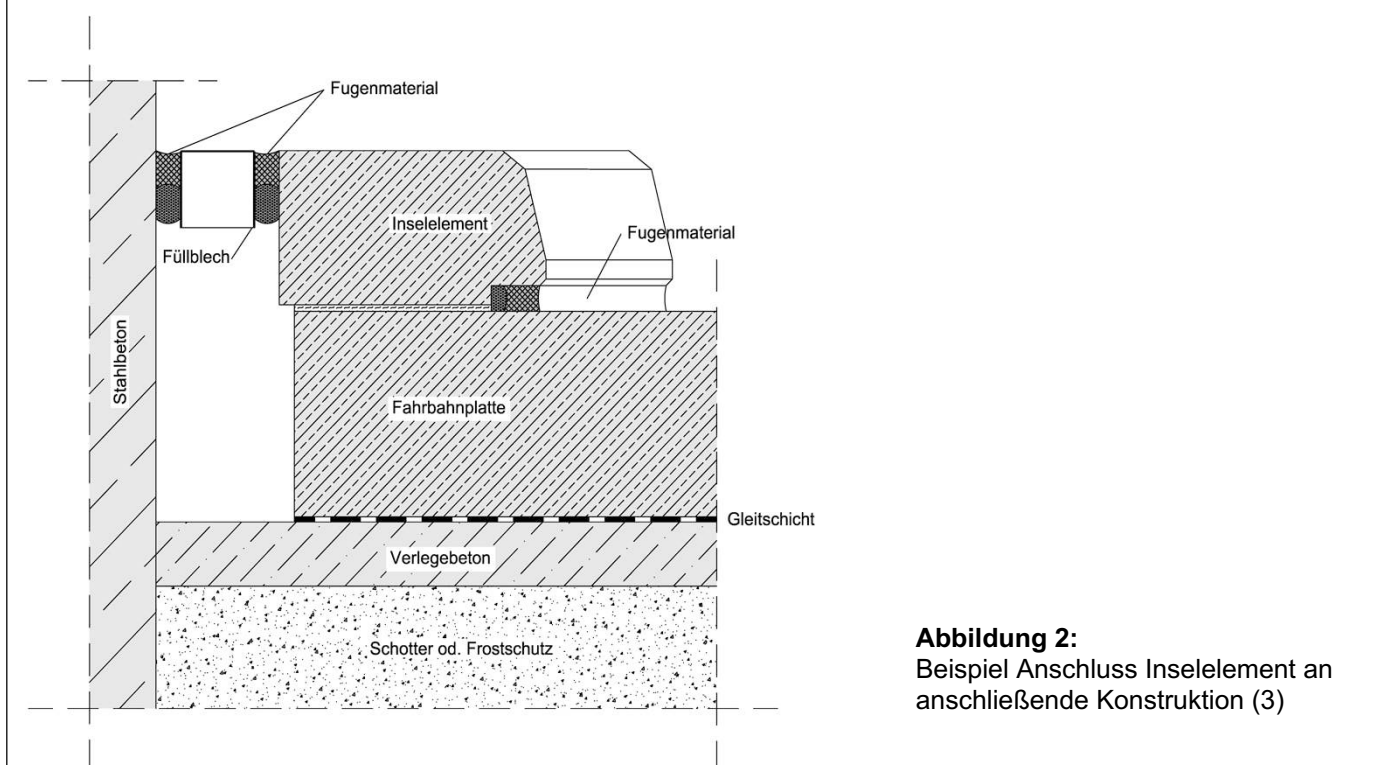 Fugenmaterial
Inselelement
Fugenmaterial
Füllblech
Stahlbeton
Fahrbahnplatte
Gleitschicht
Verlegebeton
Schotter od. Frostschutz
Abbildung 2:
Beispiel Anschluss Inselelement an
anschließende Konstruktion (3)